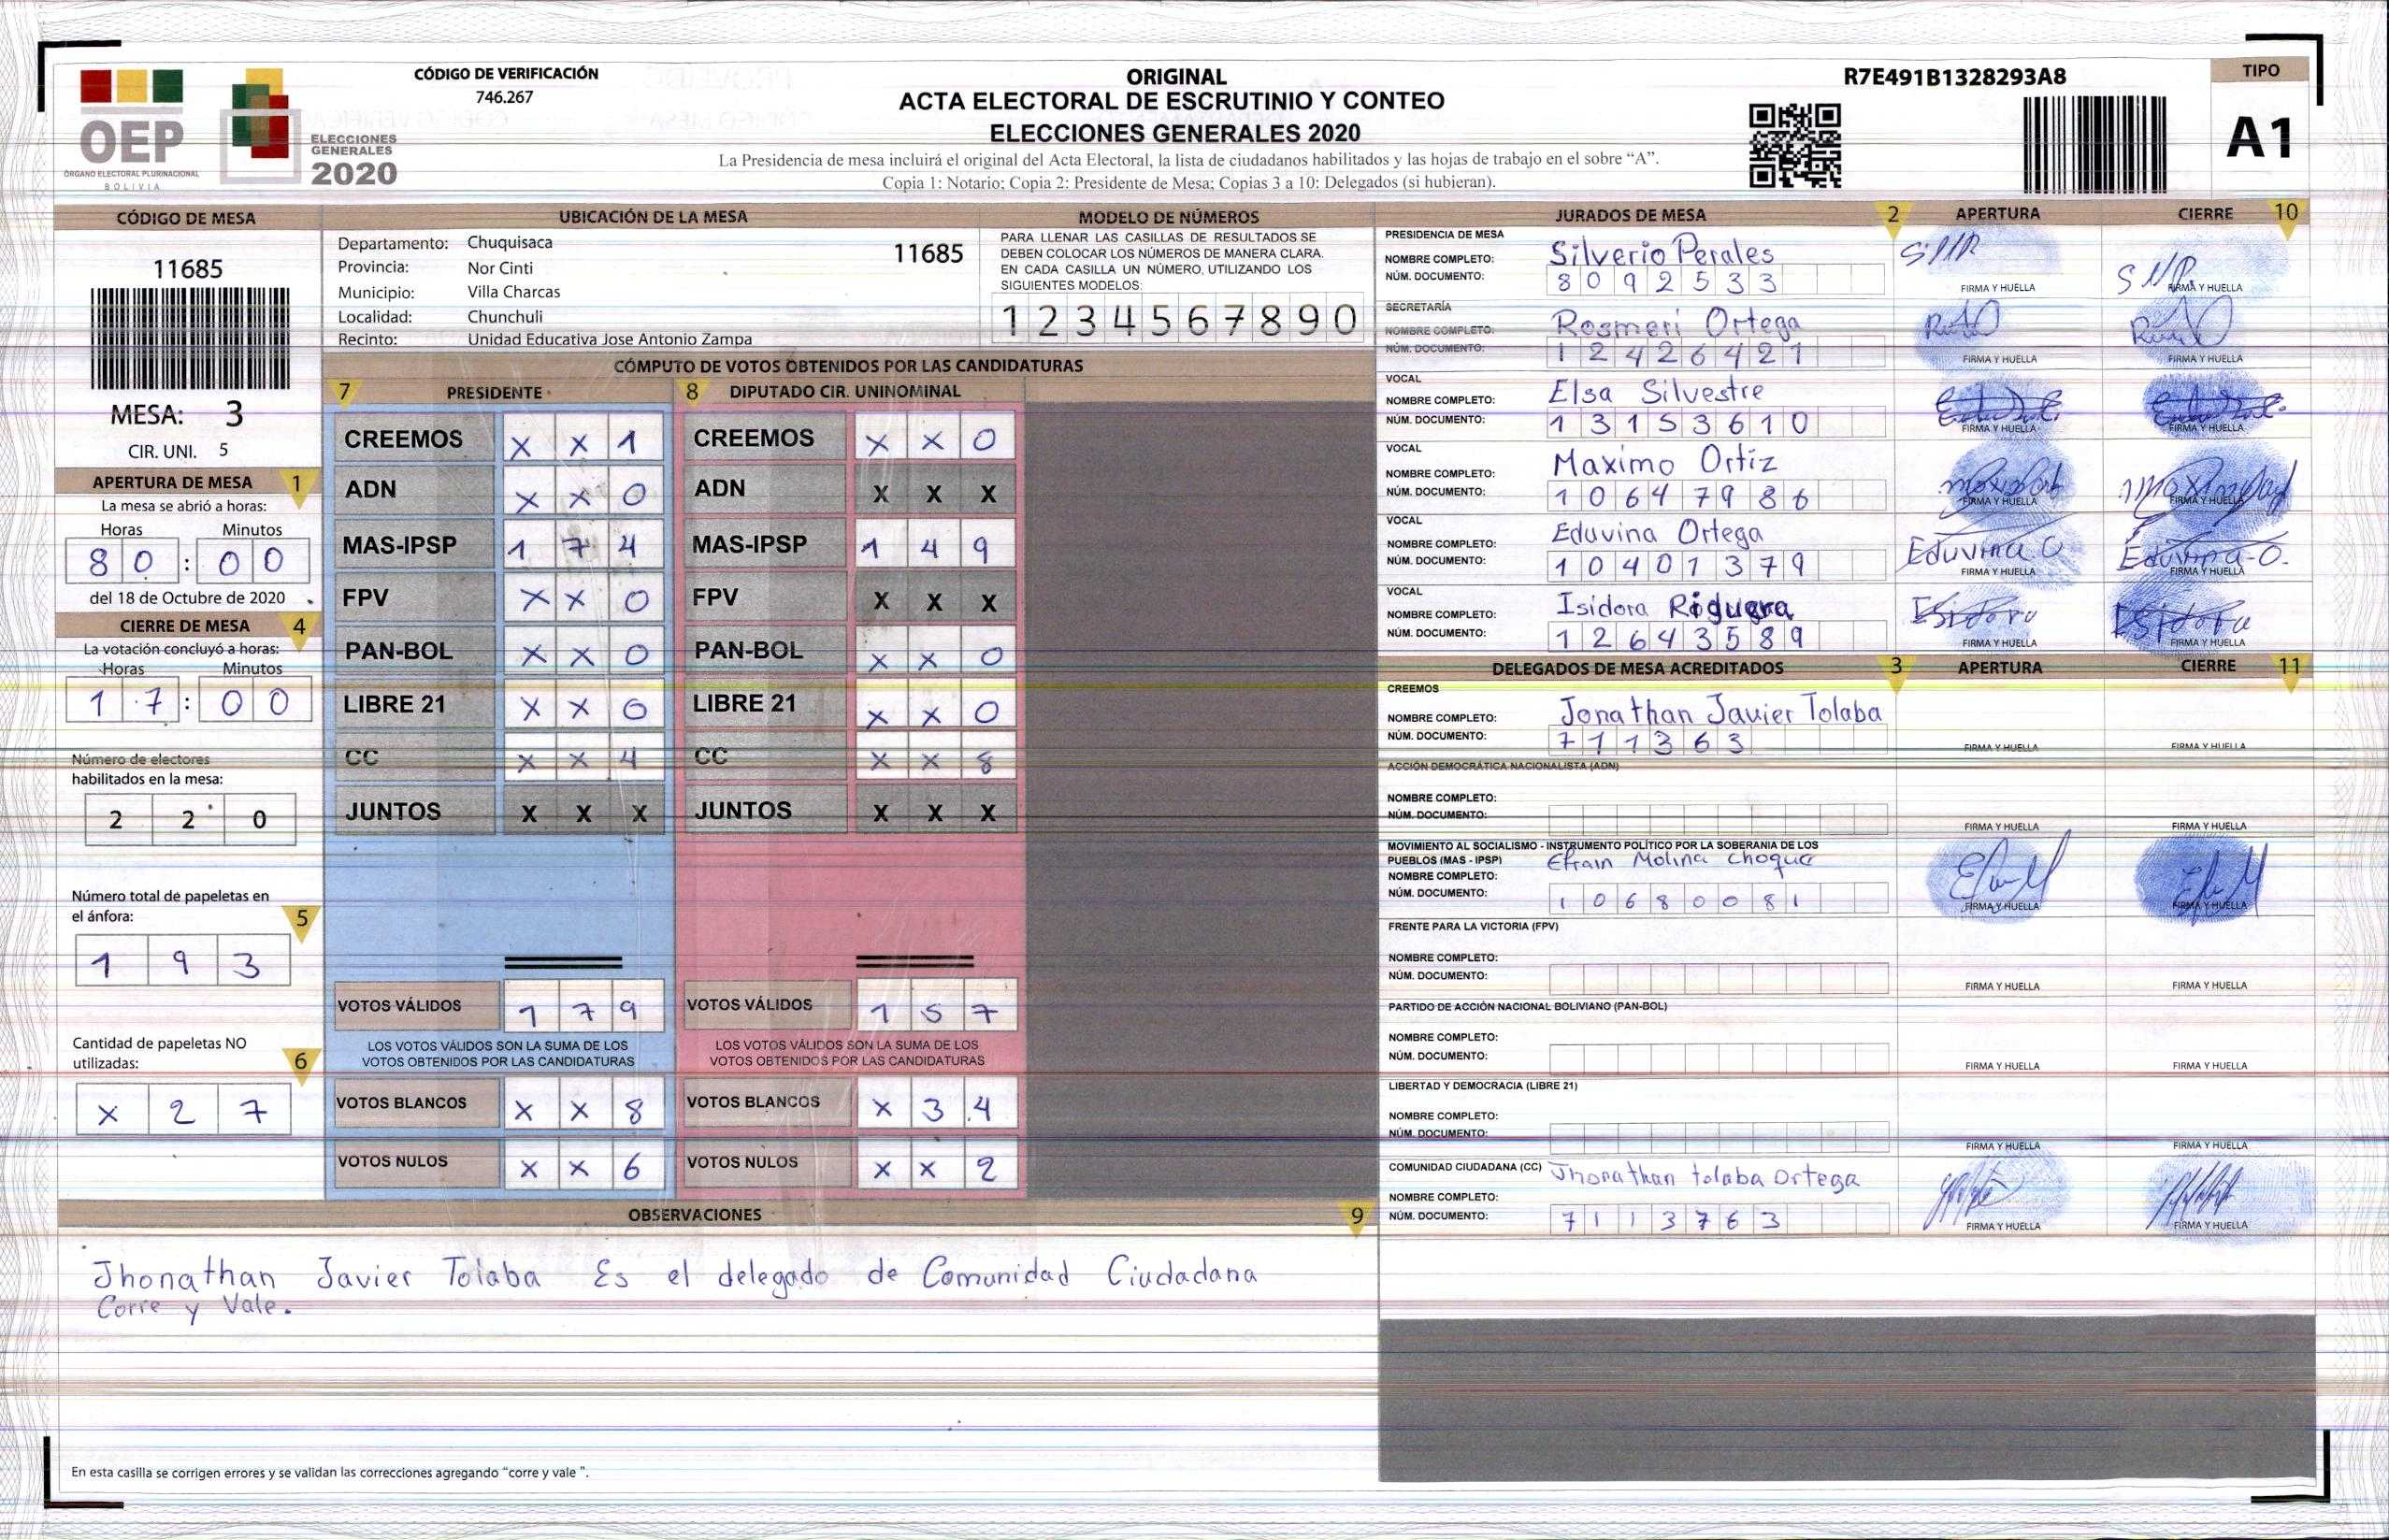 CÓDIGO DE VERIFICACIÓN
746.267
OEP
ÓRGANO ELECTORAL PLURINACIONAL
BOLIVIA
ELECCIONES
GENERALES
2020
ORIGINAL
ACTA ELECTORAL DE ESCRUTINIO Y CONTEO
ELECCIONES GENERALES 2020
La Presidencia de mesa incluirá el original del Acta Electoral, la lista de ciudadanos habilitados y las hojas de trabajo en el sobre “A”.
Copia 1: Notario; Copia 2: Presidente de Mesa; Copias 3 a 10: Delegados (si hubieran).
R7E491B1328293A8
TIPO
A1
CÓDIGO DE MESA
11685
MESA: 3
CIR. UNI. 5
APERTURA DE MESA 1
La mesa se abrió a horas:
Horas Minutos
8 0 : 0 0
del 18 de Octubre de 2020
CIERRE DE MESA 4
La votación concluyó a horas:
Horas Minutos
1 7 : 0 0
Número de electores
habilitados en la mesa:
2 2 0
Número total de papeletas en
el ánfora: 5
1 9 3
Cantidad de papeletas NO
utilizadas: 6
X 2 7
UBICACIÓN DE LA MESA
Departamento: Chuquisaca 11685
Provincia: Nor Cinti
Municipio: Villa Charcas
Localidad: Chunchuli
Recinto: Unidad Educativa Jose Antonio Zampa
MODELO DE NÚMEROS
PARA LLENAR LAS CASILLAS DE RESULTADOS SE
DEBEN COLOCAR LOS NÚMEROS DE MANERA CLARA.
EN CADA CASILLA UN NÚMERO, UTILIZANDO LOS
SIGUIENTES MODELOS:
1 2 3 4 5 6 7 8 9 0
CÓMPUTO DE VOTOS OBTENIDOS POR LAS CANDIDATURAS
7 PRESIDENTE 8 DIPUTADO CIR. UNINOMINAL
CREEMOS X X 1 CREEMOS X X 0
ADN X X 0 ADN X X X
MAS-IPSP 1 7 4 MAS-IPSP 1 4 9
FPV X X 0 FPV X X X
PAN-BOL X X 0 PAN-BOL X X 0
LIBRE 21 X X 0 LIBRE 21 X X 0
CC X X 4 CC X X 8
JUNTOS X X X JUNTOS X X X
VOTOS VÁLIDOS 1 7 9 VOTOS VÁLIDOS 1 5 7
LOS VOTOS VÁLIDOS SON LA SUMA DE LOS LOS VOTOS VÁLIDOS SON LA SUMA DE LOS
VOTOS OBTENIDOS POR LAS CANDIDATURAS VOTOS OBTENIDOS POR LAS CANDIDATURAS
VOTOS BLANCOS X X 8 VOTOS BLANCOS X 3 4
VOTOS NULOS X X 6 VOTOS NULOS X X 2
JURADOS DE MESA 2 APERTURA CIERRE 10
PRESIDENCIA DE MESA
NOMBRE COMPLETO: Silverio Perales
NÚM. DOCUMENTO: 8 0 9 2 5 3 3
FIRMA Y HUELLA FIRMA Y HUELLA
SECRETARÍA
NOMBRE COMPLETO: Rosmeri Ortega
NÚM. DOCUMENTO: 1 2 4 2 6 4 2 1
FIRMA Y HUELLA FIRMA Y HUELLA
VOCAL
NOMBRE COMPLETO: Elsa Silvestre
NÚM. DOCUMENTO: 1 3 1 5 3 6 1 0
FIRMA Y HUELLA FIRMA Y HUELLA
VOCAL
NOMBRE COMPLETO: Maximo Ortiz
NÚM. DOCUMENTO: 1 0 6 4 7 9 8 6
FIRMA Y HUELLA FIRMA Y HUELLA
VOCAL
NOMBRE COMPLETO: Eduvina Ortega Eduvina.O Eduvina-O.
NÚM. DOCUMENTO: 1 0 4 0 1 3 7 9
FIRMA Y HUELLA FIRMA Y HUELLA
VOCAL
NOMBRE COMPLETO: Isidora
NÚM. DOCUMENTO: 1 2 6 4 3 5 8 9
FIRMA Y HUELLA FIRMA Y HUELLA
DELEGADOS DE MESA ACREDITADOS 3 APERTURA CIERRE 11
CREEMOS
NOMBRE COMPLETO: Jonathan Javier Tolaba
NÚM. DOCUMENTO: 7 1 1 3 6 3
FIRMA Y HUELLA FIRMA Y HUELLA
ACCIÓN DEMOCRÁTICA NACIONALISTA (ADN)
NOMBRE COMPLETO:
NÚM. DOCUMENTO:
FIRMA Y HUELLA FIRMA Y HUELLA
MOVIMIENTO AL SOCIALISMO - INSTRUMENTO POLÍTICO POR LA SOBERANIA DE LOS
PUEBLOS (MAS - IPSP) Efrain Molina choque
NOMBRE COMPLETO:
NÚM. DOCUMENTO: 1 0 6 8 0 0 8 1
FIRMA Y HUELLA FIRMA Y HUELLA
FRENTE PARA LA VICTORIA (FPV)
NOMBRE COMPLETO:
NÚM. DOCUMENTO:
FIRMA Y HUELLA FIRMA Y HUELLA
PARTIDO DE ACCIÓN NACIONAL BOLIVIANO (PAN-BOL)
NOMBRE COMPLETO:
NÚM. DOCUMENTO:
FIRMA Y HUELLA FIRMA Y HUELLA
LIBERTAD Y DEMOCRACIA (LIBRE 21)
NOMBRE COMPLETO:
NÚM. DOCUMENTO:
FIRMA Y HUELLA FIRMA Y HUELLA
COMUNIDAD CIUDADANA (CC) Jhonathan tolaba Ortega
NOMBRE COMPLETO:
NÚM. DOCUMENTO: 7 1 1 3 7 6 3
FIRMA Y HUELLA FIRMA Y HUELLA
OBSERVACIONES 9
Jhonathan Javier Tolaba Es el delegado de Comunidad Ciudadana
Corre y Vale.
En esta casilla se corrigen errores y se validan las correcciones agregando “corre y vale ”.